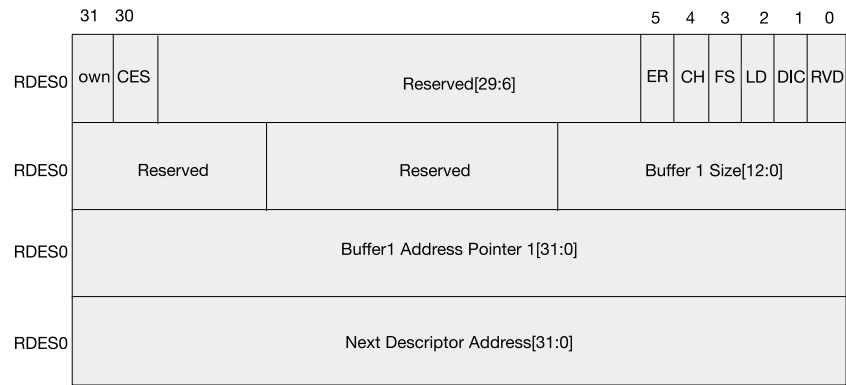 31 30 5 4 3 2 1 0
RDES0 own CES Reserved[29:6] ER CH FS LD DIC RVD
RDES0 Reserved Reserved Buffer 1 Size[12:0]
RDES0 Buffer1 Address Pointer 1[31:0]
RDES0 Next Descriptor Address[31:0]